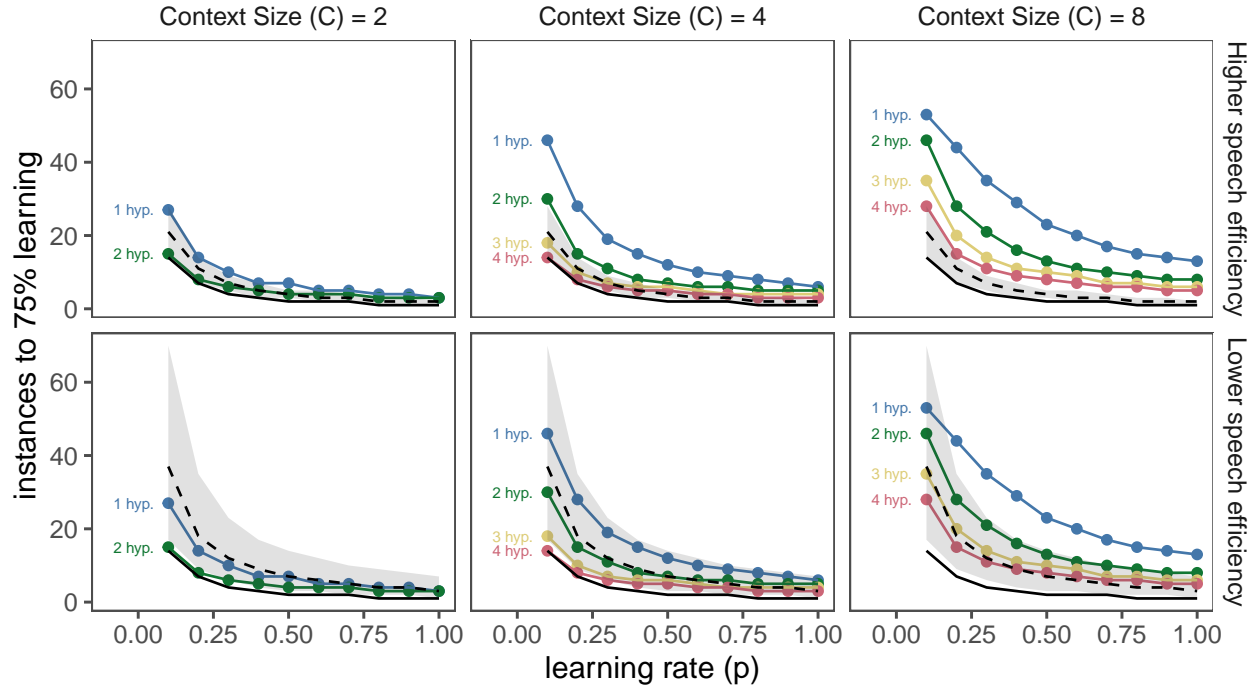 Context Size (C) = 2
Context Size (C) = 4
Context Size (C) = 8
instances to 75% learning
60
40
20
0
1 hyp.
2 hyp.
1 hyp.
2 hyp.
3 hyp.
4 hyp.
1 hyp.
2 hyp.
3 hyp.
4 hyp.
Higher speech efficiency
60
40
20
0
1 hyp.
2 hyp.
1 hyp.
2 hyp.
3 hyp.
4 hyp.
1 hyp.
2 hyp.
3 hyp.
4 hyp.
Lower speech efficiency
0.00 0.25 0.50 0.75 1.00
0.00 0.25 0.50 0.75 1.00
0.00 0.25 0.50 0.75 1.00
learning rate (p)